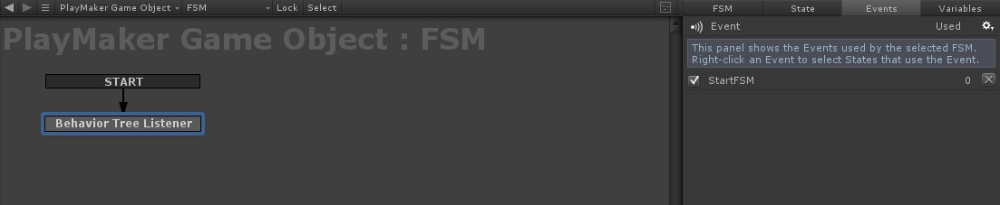 PlayMaker Game Object FSM Lock Select
FSM State Events Variables
PlayMaker Game Object : FSM
START
Behavior Tree Listener
Event Used
This panel shows the Events used by the selected FSM.
Right-click an Event to select States that use the Event.
StartFSM 0